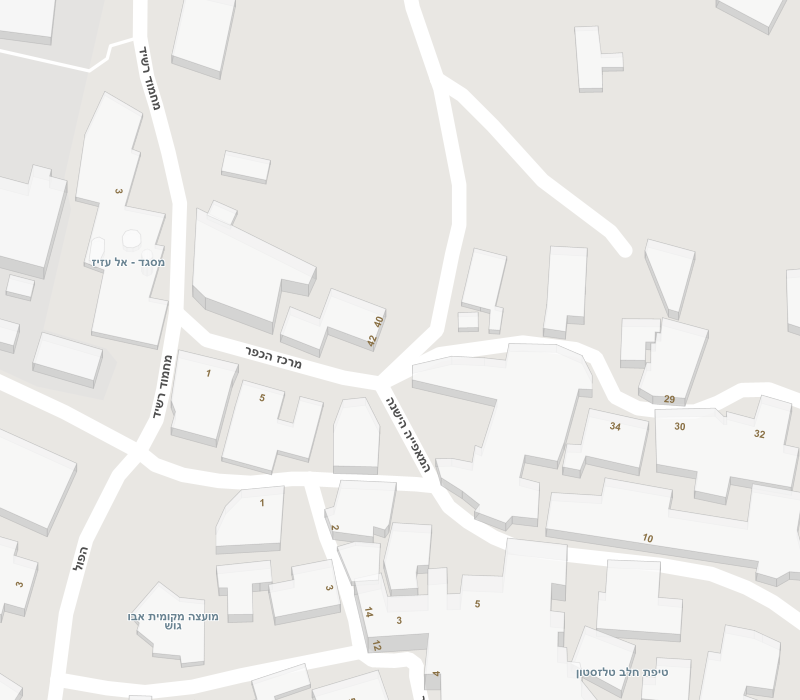 מחמוד רשיד
3
מסגד - אל עזיז
40
42
מרכז הכפר
מחמוד רשיד
1
5
המאפייה הישנה
29
34
30
32
1
2
10
הפול
3
3
14
3
5
מועצה מקומית אבו
גוש
12
4
טיפת חלב טלזסטון